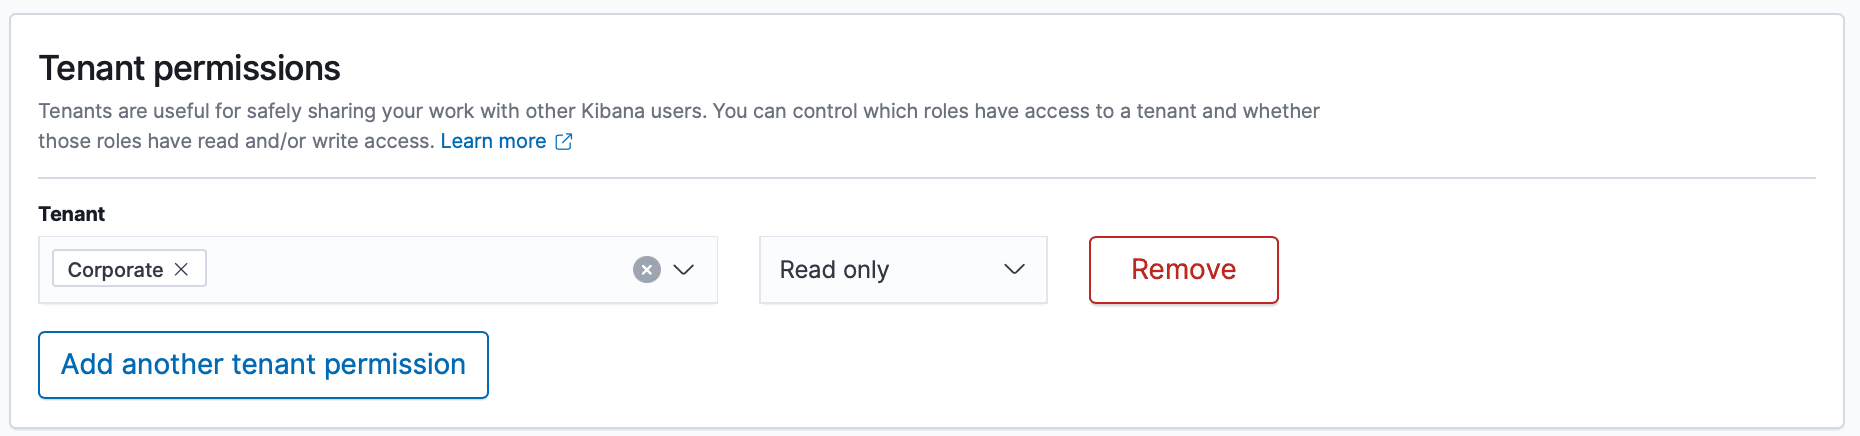 Tenant permissions
Tenants are useful for safely sharing your work with other Kibana users. You can control which roles have access to a tenant and whether
those roles have read and/or write access. Learn more
Tenant
Corporate
Read only
Remove
Add another tenant permission